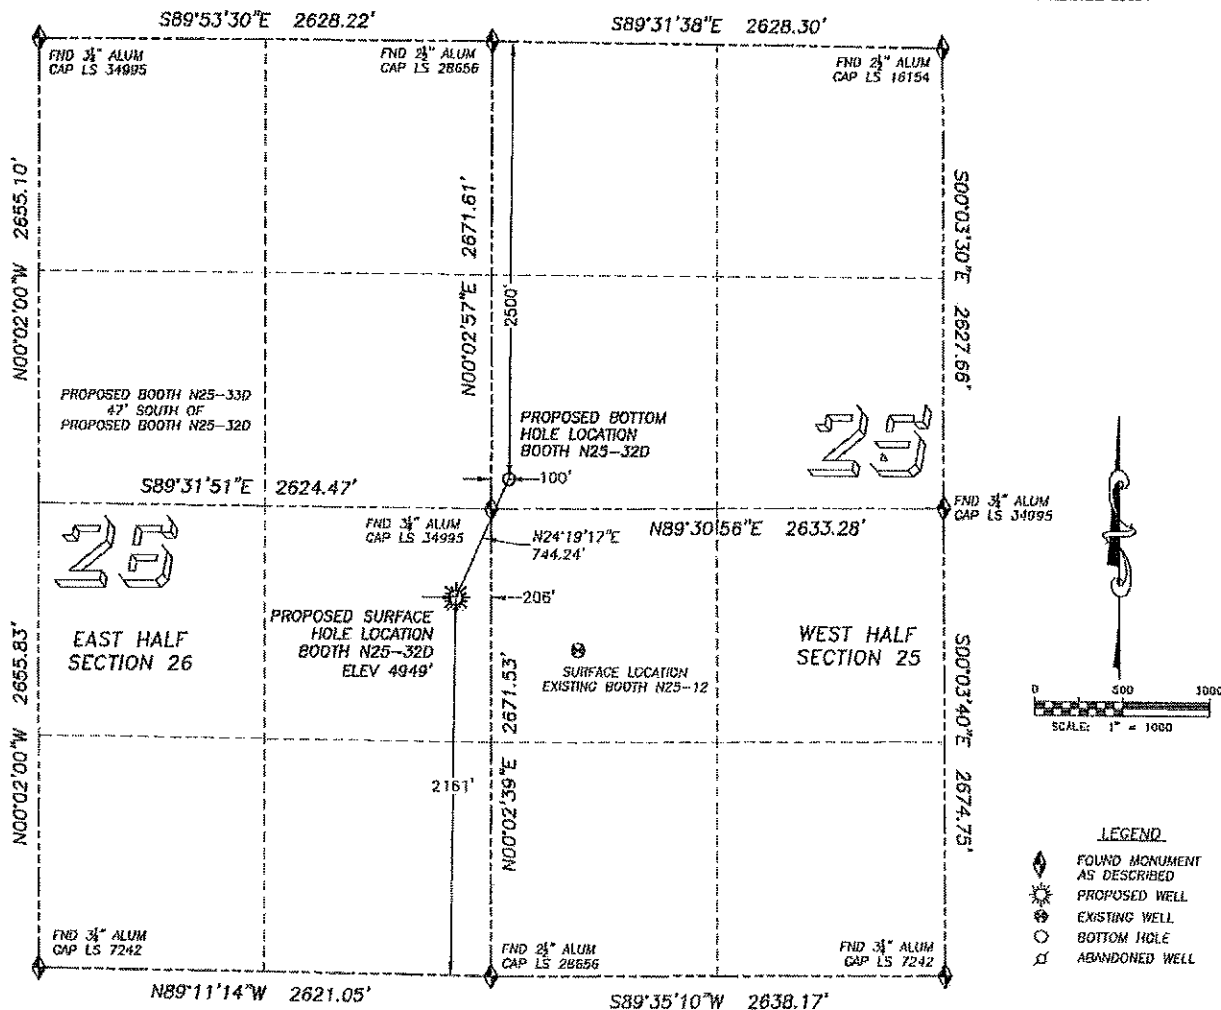 S89°53'30"E 2628.22'
S89°31'38"E 2628.30'
FND 3¼" ALUM
CAP LS 34995
FND 2½" ALUM
CAP LS 28656
FND 2½" ALUM
CAP LS 16154
N00°02'00"W 2655.10'
N00°02'57"E 2671.61'
2500'
S00°03'30"E 2627.66'
PROPOSED BOOTH N25-33D
47' SOUTH OF
PROPOSED BOOTH N25-32D
PROPOSED BOTTOM
HOLE LOCATION
BOOTH N25-32D
25
100'
S89°31'51"E 2624.47'
FND 3¼" ALUM
CAP LS 34995
N89°30'56"E 2633.28'
FND 3¼" ALUM
CAP LS 34995
26
N24°19'17"E
744.24'
206'
PROPOSED SURFACE
HOLE LOCATION
BOOTH N25-32D
ELEV 4949'
EAST HALF
SECTION 26
WEST HALF
SECTION 25
SURFACE LOCATION
EXISTING BOOTH N25-12
N00°02'00"W 2655.83'
N00°02'39"E 2671.53'
2161'
S00°03'40"E 2674.75'
0 500 1000
SCALE: 1" = 1000
LEGEND
FOUND MONUMENT
AS DESCRIBED
PROPOSED WELL
EXISTING WELL
BOTTOM HOLE
ABANDONED WELL
FND 3¼" ALUM
CAP LS 7242
FND 2½" ALUM
CAP LS 28656
FND 3¼" ALUM
CAP LS 7242
N89°11'14"W 2621.05'
S89°35'10"W 2638.17'